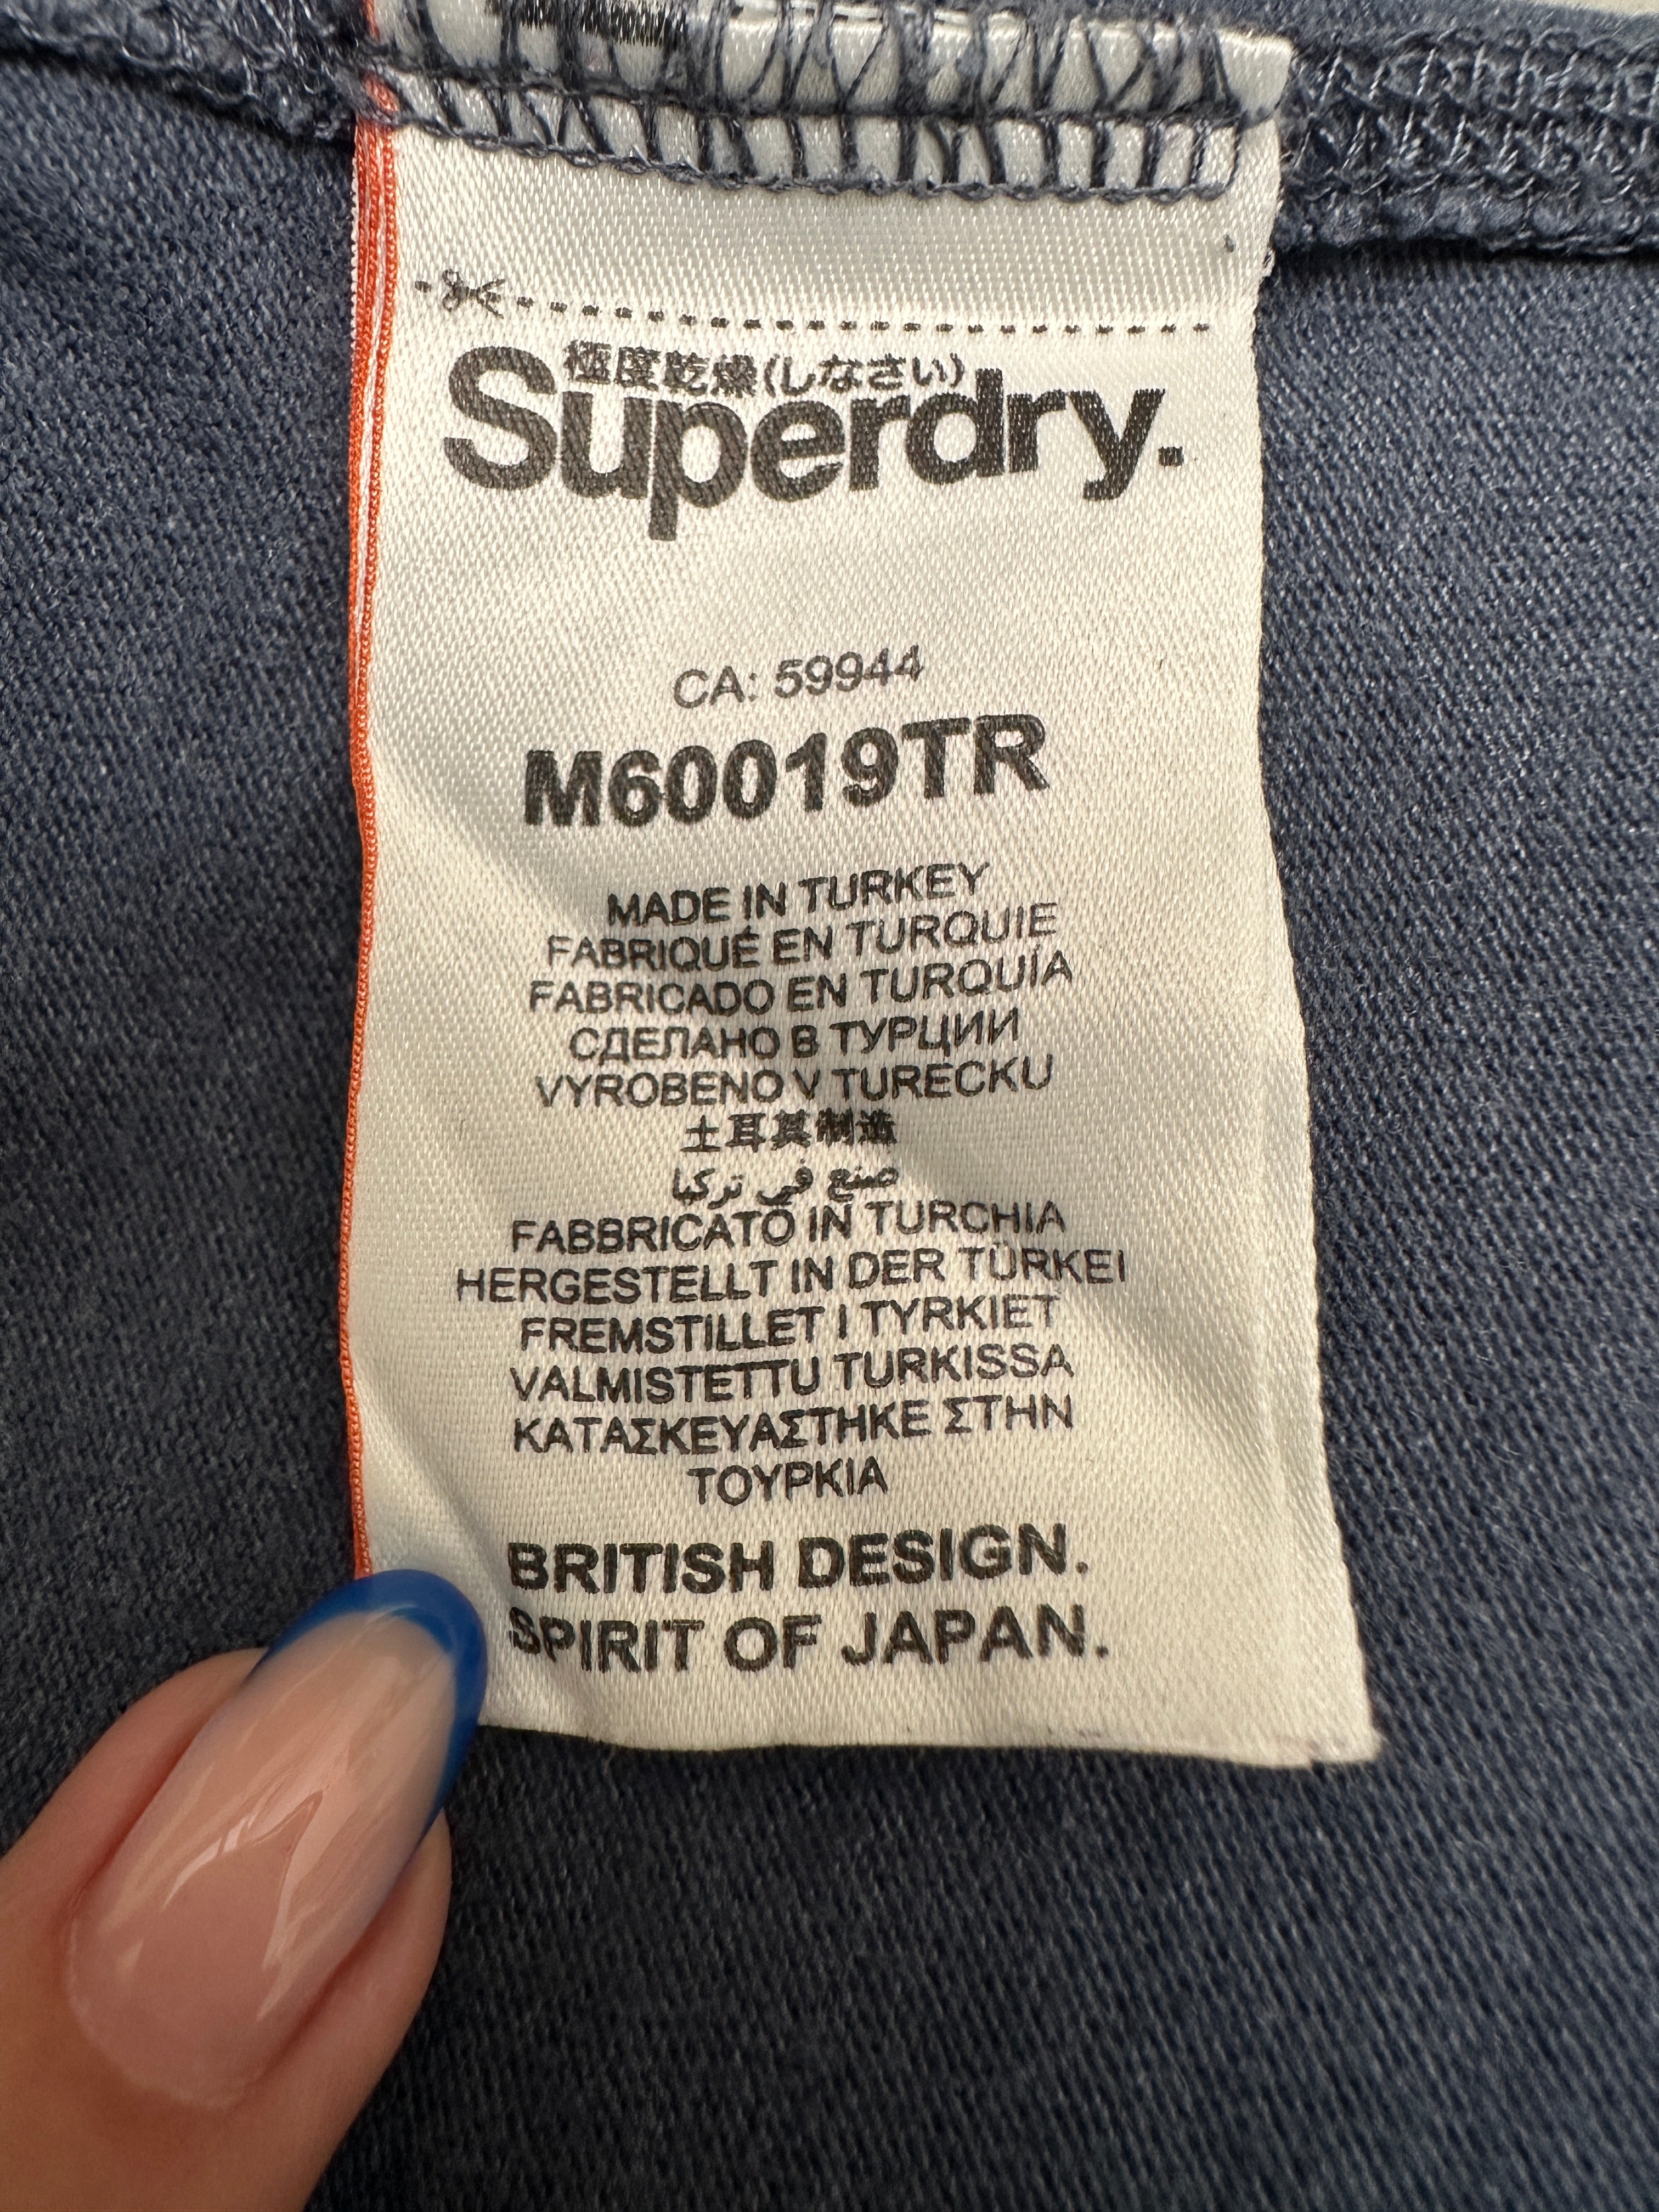 極度乾燥(しなさい)
Superdry.
CA: 59944
M60019TR
MADE IN TURKEY
FABRIQUÉ EN TURQUIE
FABRICADO EN TURQUÍA
СДЕЛАНО В ТУРЦИИ
VYROBENO V TURECKU
土耳其制造
صنع في تركيا
FABBRICATO IN TURCHIA
HERGESTELLT IN DER TÜRKEI
FREMSTILLET I TYRKIET
VALMISTETTU TURKISSA
ΚΑΤΑΣΚΕΥΑΣΤΗΚΕ ΣΤΗΝ
ΤΟΥΡΚΙΑ
BRITISH DESIGN.
SPIRIT OF JAPAN.